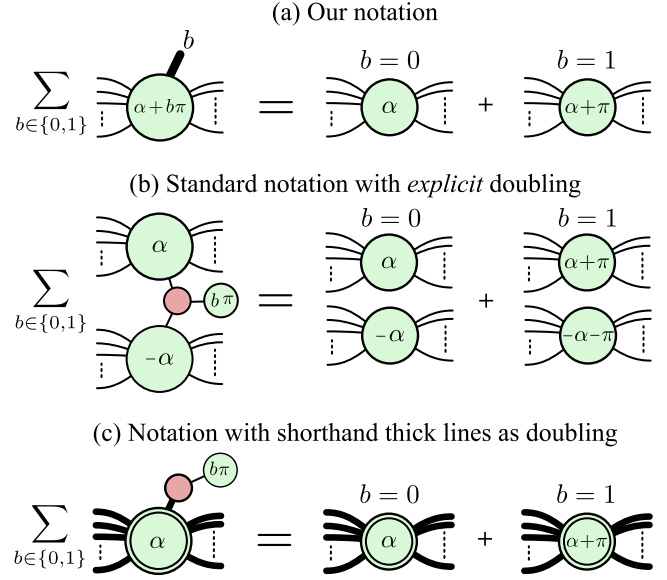 (a) Our notation
b
b = 0
b = 1
∑ α+bπ = α + α+π
b∈{0,1}
(b) Standard notation with explicit doubling
b = 0
b = 1
α
α
α+π
∑ bπ = +
b∈{0,1}
-α
-α
-α-π
(c) Notation with shorthand thick lines as doubling
bπ
b = 0
b = 1
∑ α = α + α+π
b∈{0,1}